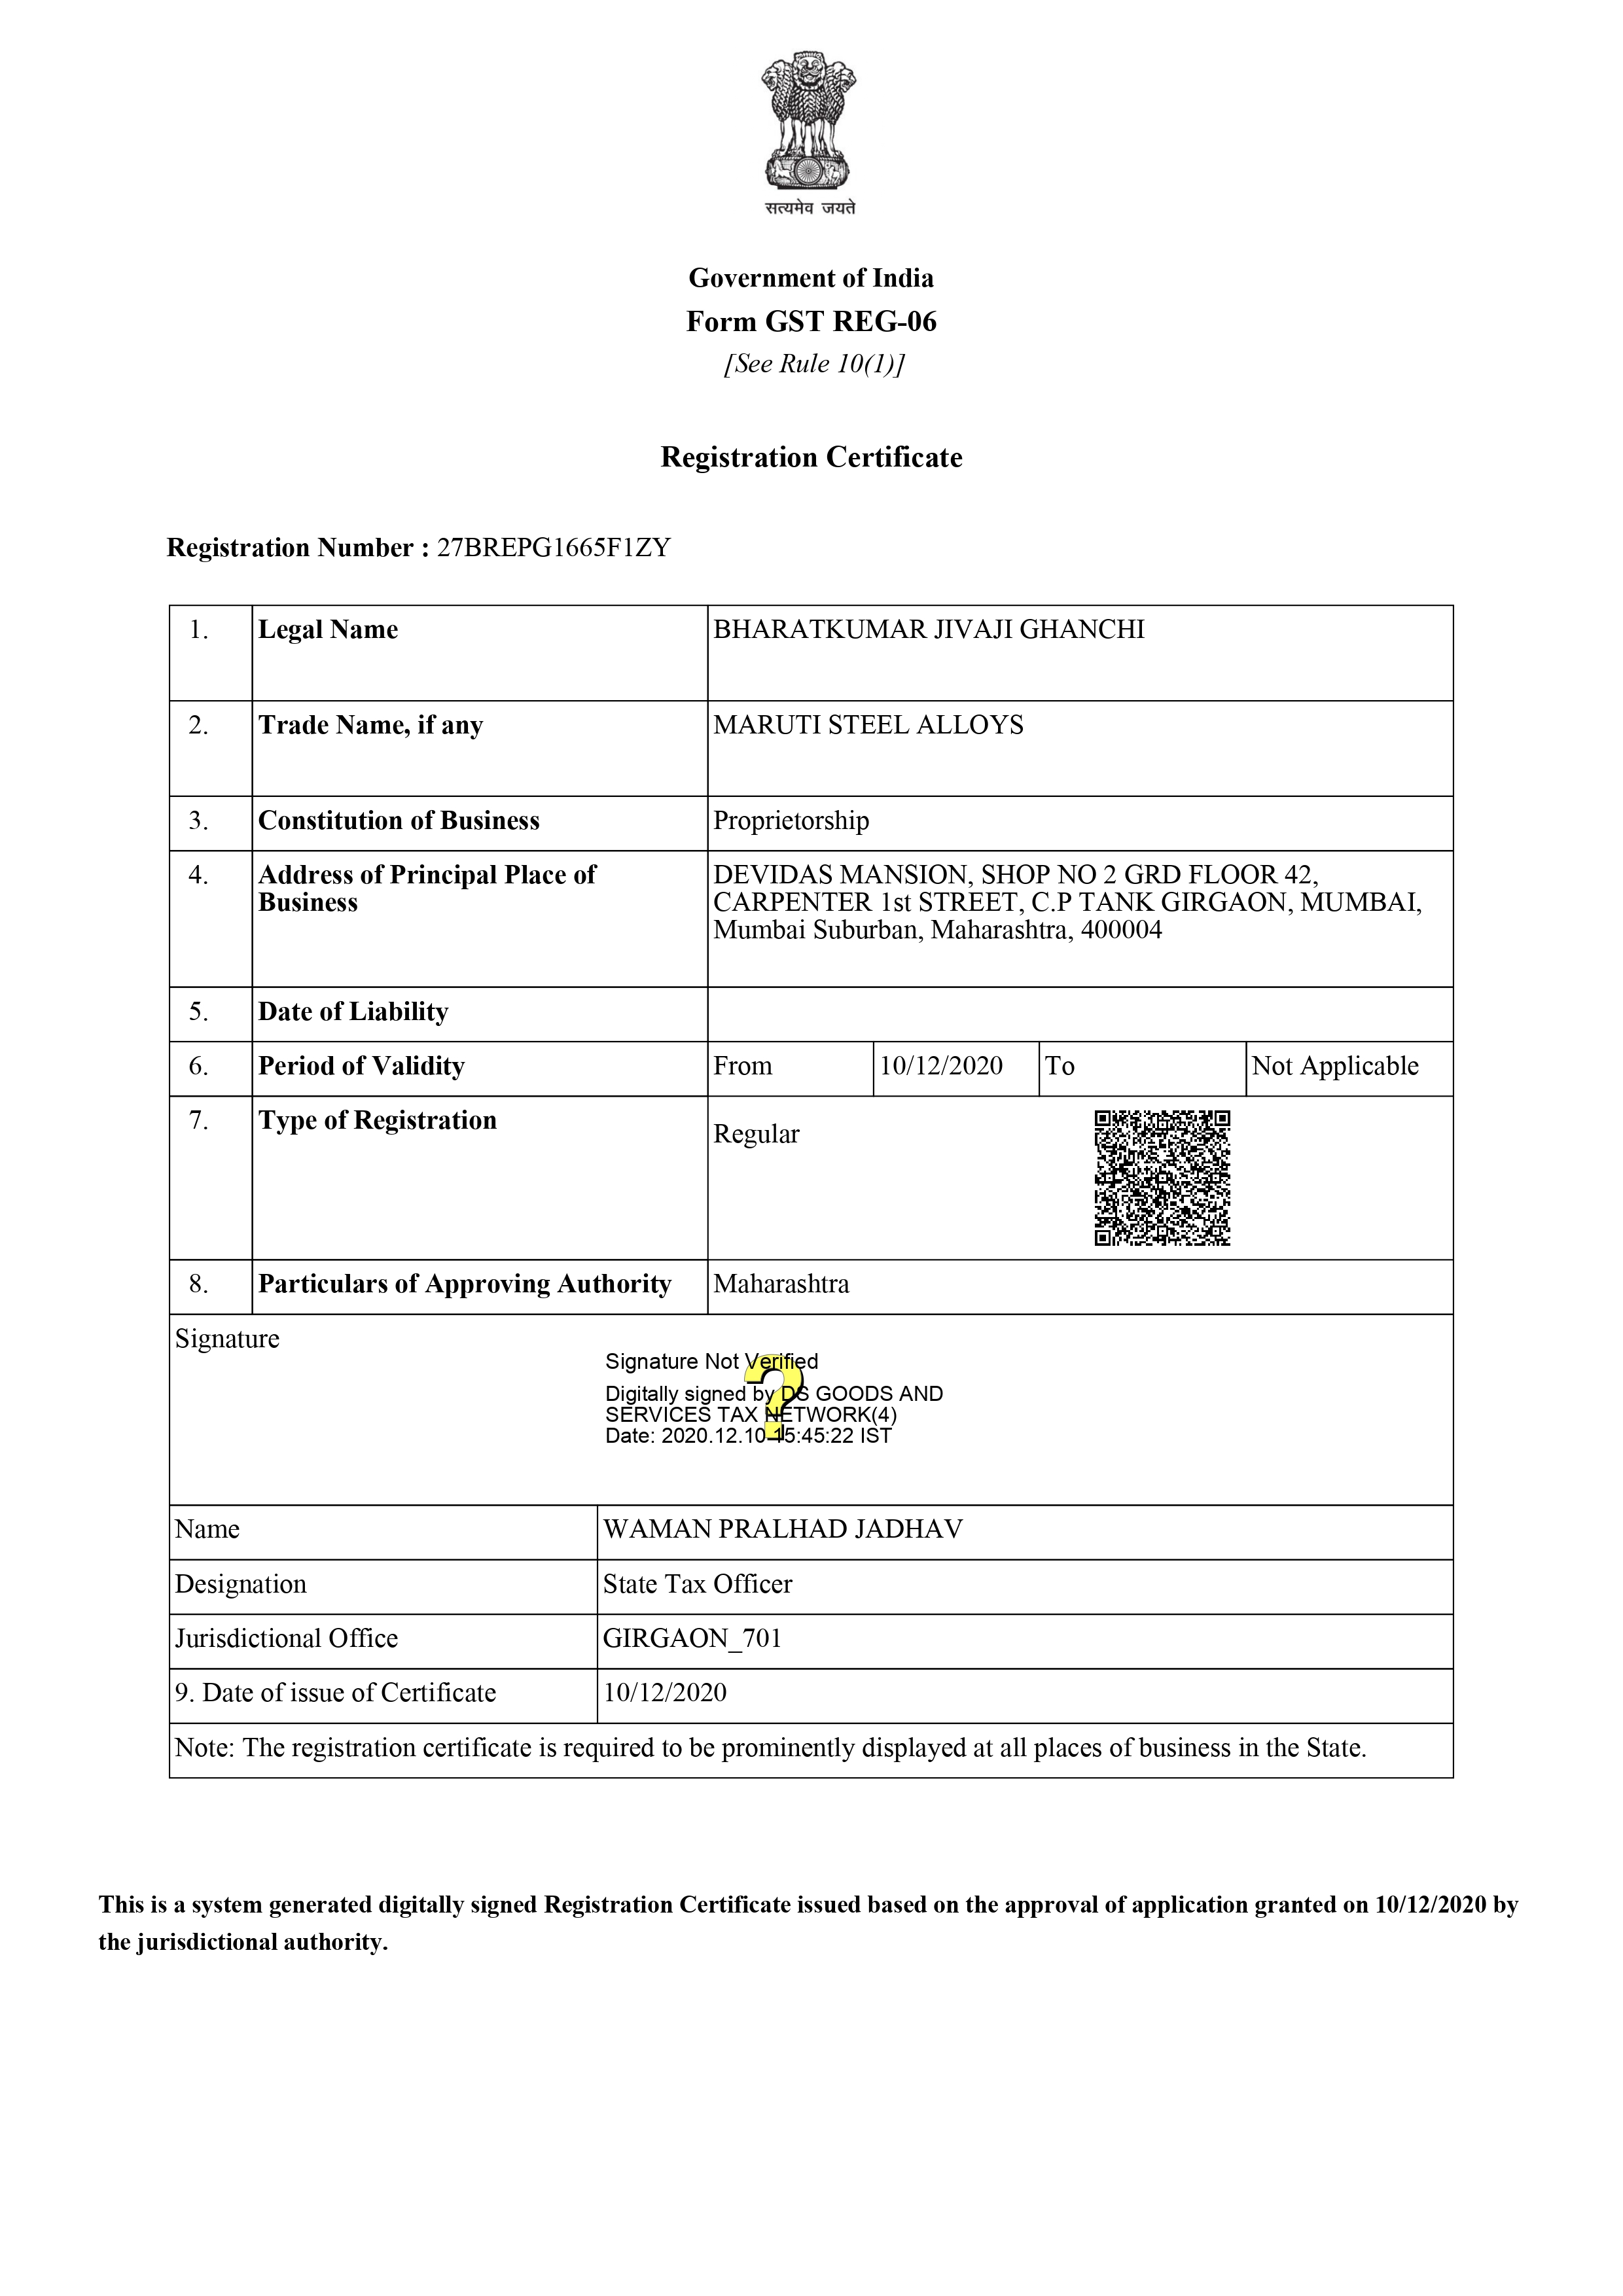 सत्यमेव जयते
Government of India
Form GST REG-06
[See Rule 10(1)]
Registration Certificate
Registration Number : 27BREPG1665F1ZY
1. Legal Name BHARATKUMAR JIVAJI GHANCHI
2. Trade Name, if any MARUTI STEEL ALLOYS
3. Constitution of Business Proprietorship
4. Address of Principal Place of Business DEVIDAS MANSION, SHOP NO 2 GRD FLOOR 42,
CARPENTER 1st STREET, C.P TANK GIRGAON, MUMBAI,
Mumbai Suburban, Maharashtra, 400004
5. Date of Liability
6. Period of Validity From 10/12/2020 To Not Applicable
7. Type of Registration Regular
8. Particulars of Approving Authority Maharashtra
Signature
Signature Not Verified
Digitally signed by DS GOODS AND
SERVICES TAX NETWORK(4)
Date: 2020.12.10 15:45:22 IST
Name WAMAN PRALHAD JADHAV
Designation State Tax Officer
Jurisdictional Office GIRGAON_701
9. Date of issue of Certificate 10/12/2020
Note: The registration certificate is required to be prominently displayed at all places of business in the State.
This is a system generated digitally signed Registration Certificate issued based on the approval of application granted on 10/12/2020 by
the jurisdictional authority.